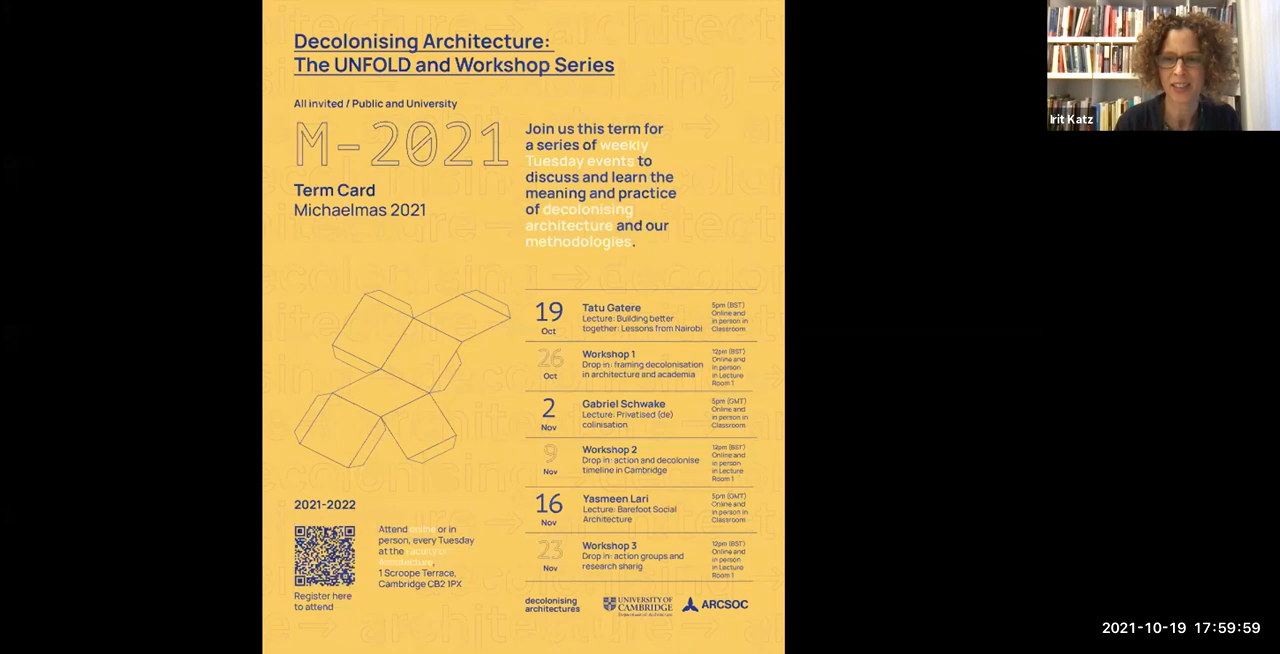 Decolonising Architecture:
The UNFOLD and Workshop Series
All invited / Public and University
M-2021
Term Card
Michaelmas 2021
Join us this term for
a series of weekly
Tuesday events to
discuss and learn the
meaning and practice
of decolonising
architecture and our
methodologies.
19
Oct
Tatu Gatere
Lecture: Building better
together: Lessons from Nairobi
5pm (BST)
Online and
in person in
Classroom
26
Oct
Workshop 1
Drop in: framing decolonisation
in architecture and academia
12pm (BST)
Online and
in person
in Lecture
Room 1
2
Nov
Gabriel Schwake
Lecture: Privatised (de)
colinisation
5pm (GMT)
Online and
in person in
Classroom
9
Nov
Workshop 2
Drop in: action and decolonise
timeline in Cambridge
12pm (BST)
Online and
in person
in Lecture
Room 1
16
Nov
Yasmeen Lari
Lecture: Barefoot Social
Architecture
5pm (GMT)
Online and
in person in
Classroom
23
Nov
Workshop 3
Drop in: action groups and
research sharig
12pm (BST)
Online and
in person
in Lecture
Room 1
2021-2022
Register here
to attend
Attend online or in
person, every Tuesday
at the Faculty of
Architecture,
1 Scroope Terrace,
Cambridge CB2 1PX
decolonising
architectures
UNIVERSITY OF
CAMBRIDGE
Department of Architecture
ARCSOC
Irit Katz
2021-10-19 17:59:59